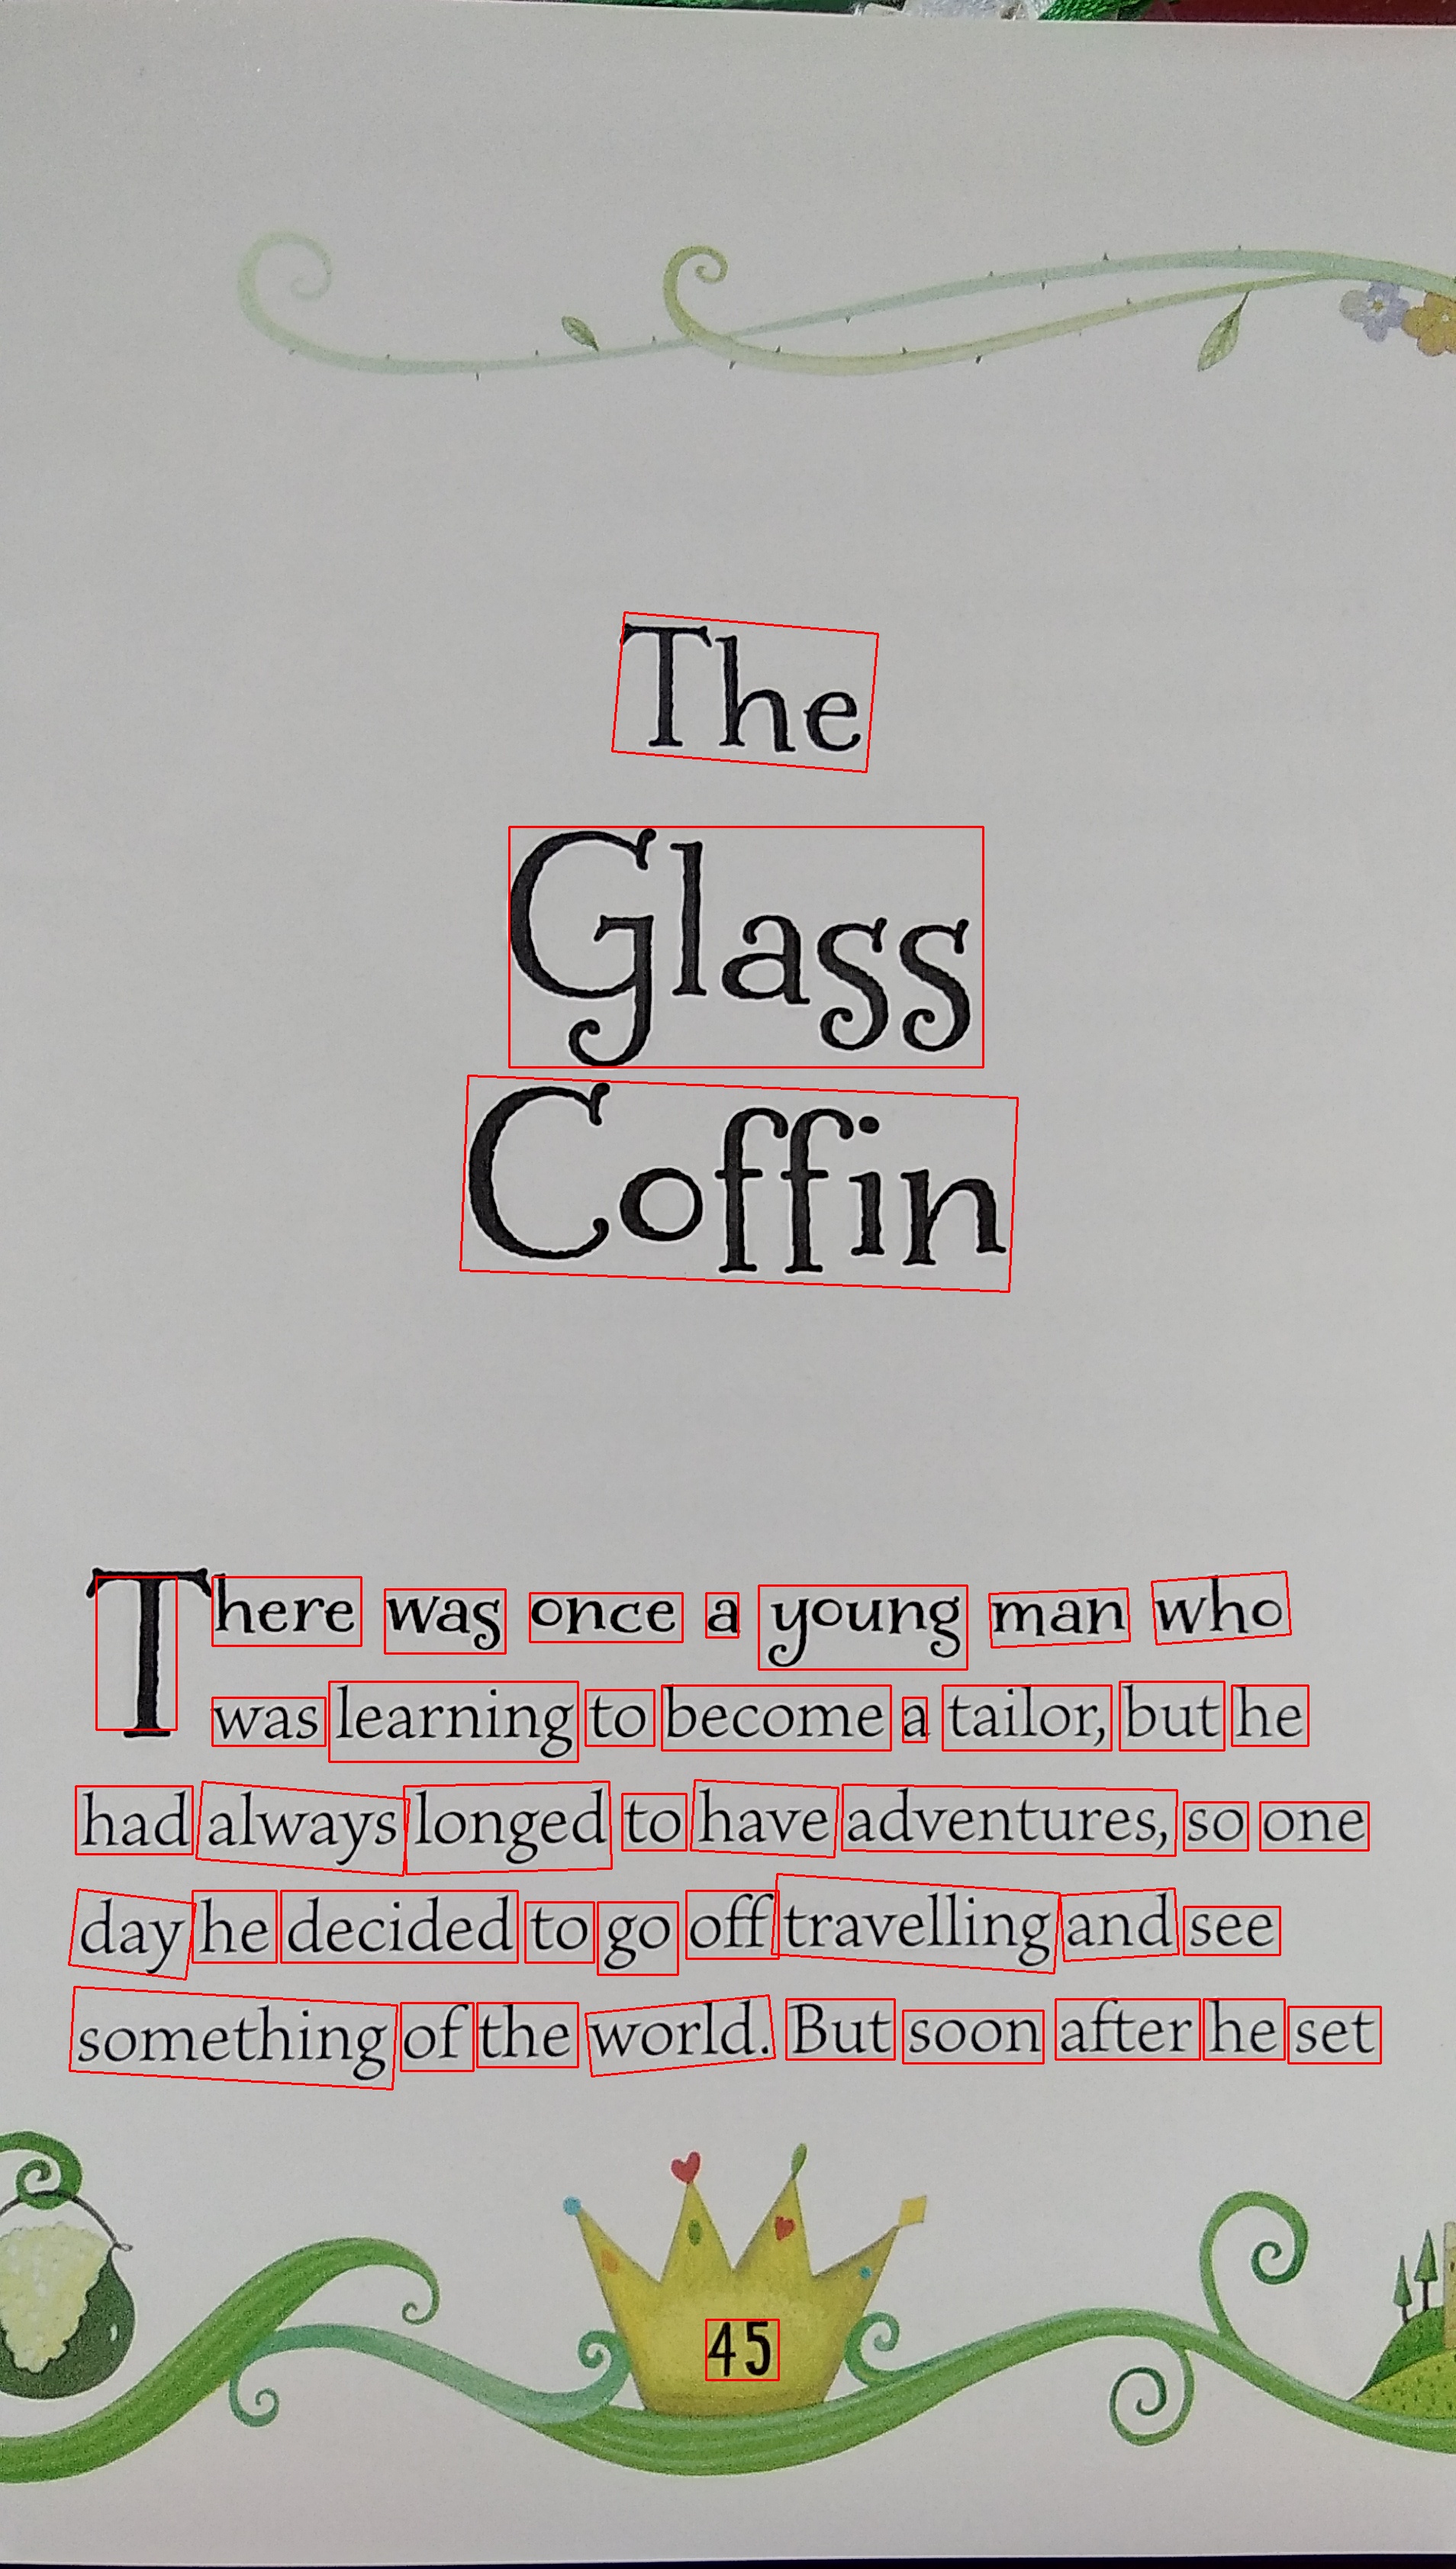 The
Glass
Coffin
There was once a young man who
was learning to become a tailor, but he
had always longed to have adventures, so one
day he decided to go off travelling and see
something of the world. But soon after he set
45